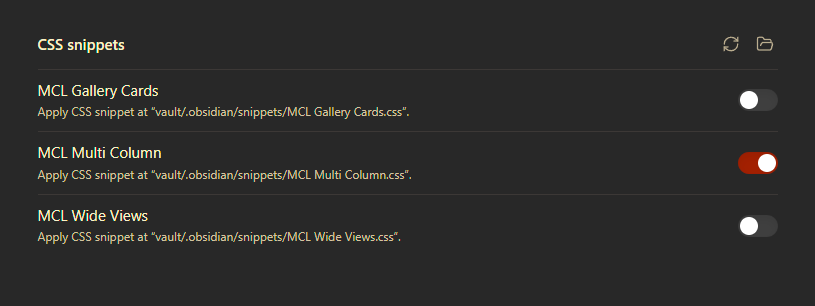 CSS snippets
MCL Gallery Cards
Apply CSS snippet at “vault/.obsidian/snippets/MCL Gallery Cards.css”.
MCL Multi Column
Apply CSS snippet at “vault/.obsidian/snippets/MCL Multi Column.css”.
MCL Wide Views
Apply CSS snippet at “vault/.obsidian/snippets/MCL Wide Views.css”.